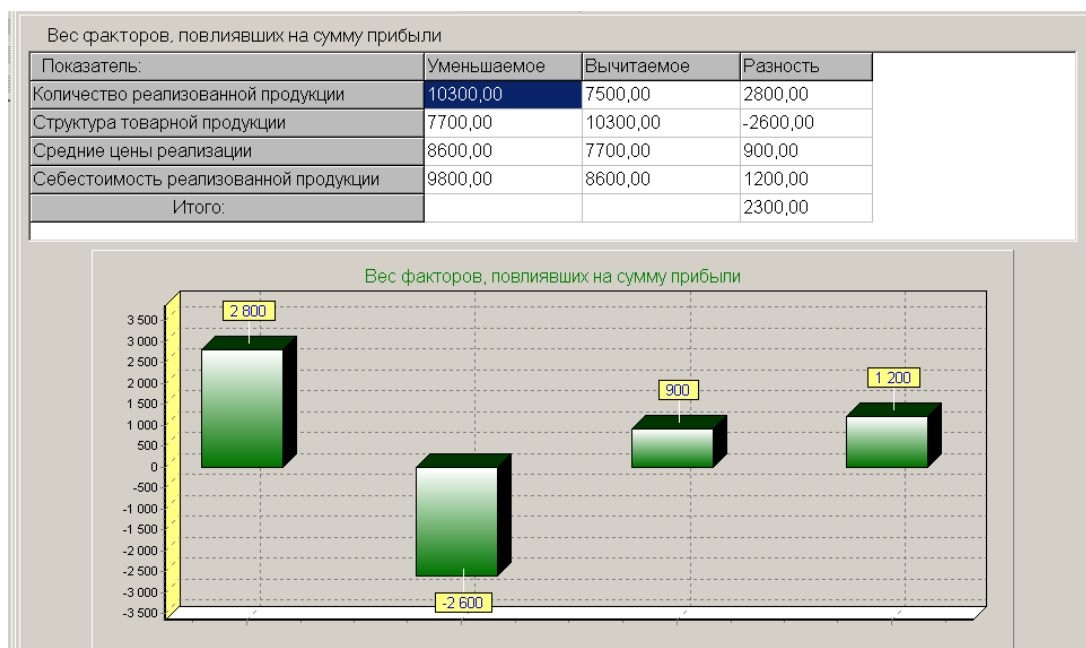 Вес факторов, повлиявших на сумму прибыли
Показатель: Уменьшаемое Вычитаемое Разность
Количество реализованной продукции 10300,00 7500,00 2800,00
Структура товарной продукции 7700,00 10300,00 -2600,00
Средние цены реализации 8600,00 7700,00 900,00
Себестоимость реализованной продукции 9800,00 8600,00 1200,00
Итого: 2300,00
Вес факторов, повлиявших на сумму прибыли
2 800
3 500
3 000
2 500
2 000
1 200
900
1 500
1 000
500
0
-500
-1 000
-1 500
-2 000
-2 500
-3 000
-2 600
-3 500